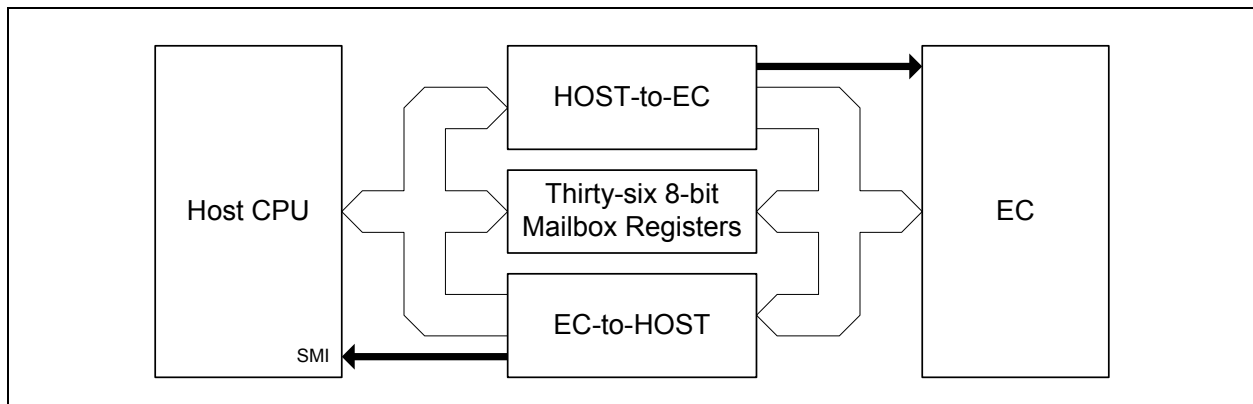 Host CPU
SMI
HOST-to-EC
Thirty-six 8-bit
Mailbox Registers
EC-to-HOST
EC